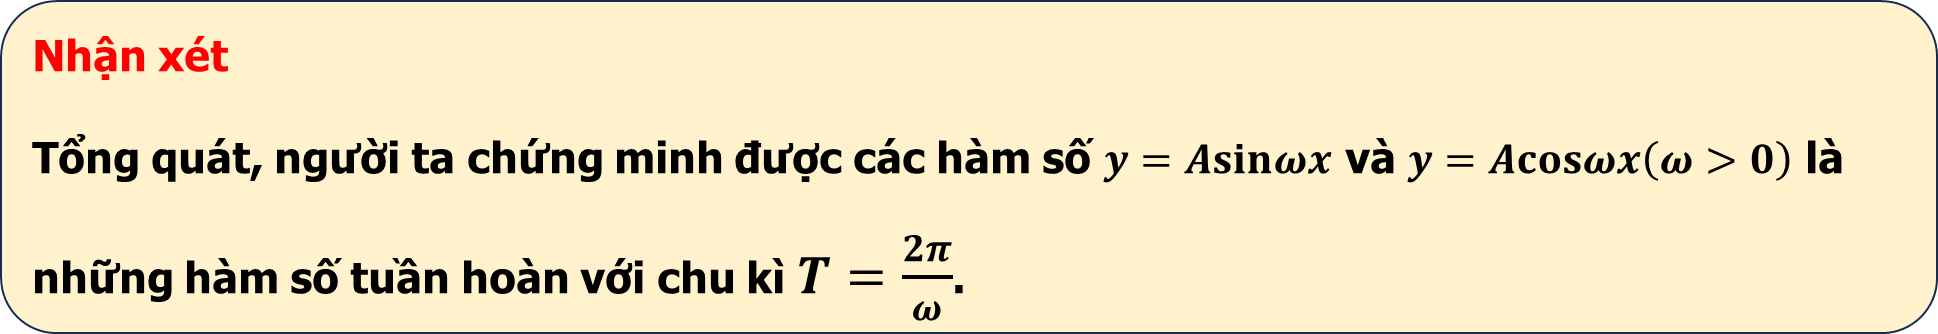 Nhận xét
Tổng quát, người ta chứng minh được các hàm số y = Asinωx và y = Acosωx(ω > 0) là
những hàm số tuần hoàn với chu kì T = 2π/ω.